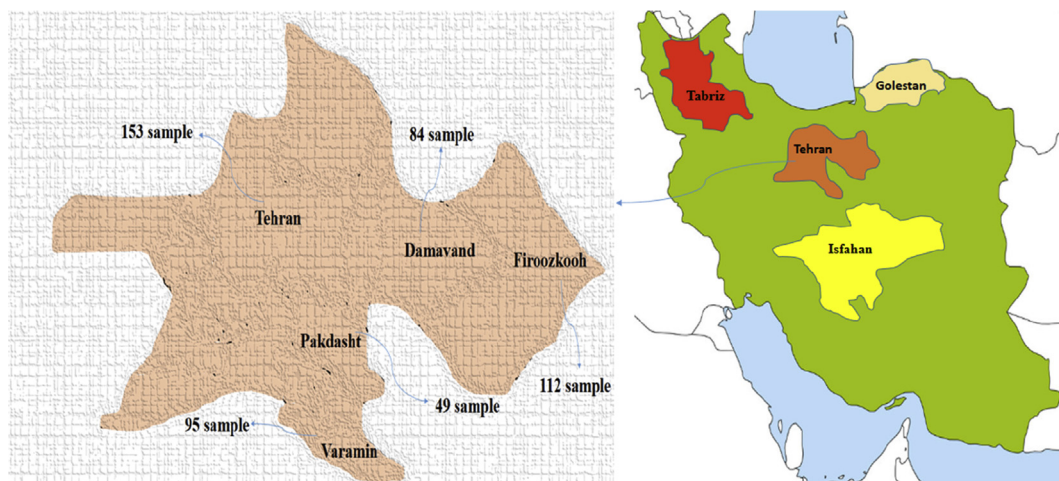 153 sample
84 sample
Tehran
Damavand
Firoozkooh
Pakdasht
112 sample
49 sample
95 sample
Varamin
Tabriz
Golestan
Tehran
Isfahan